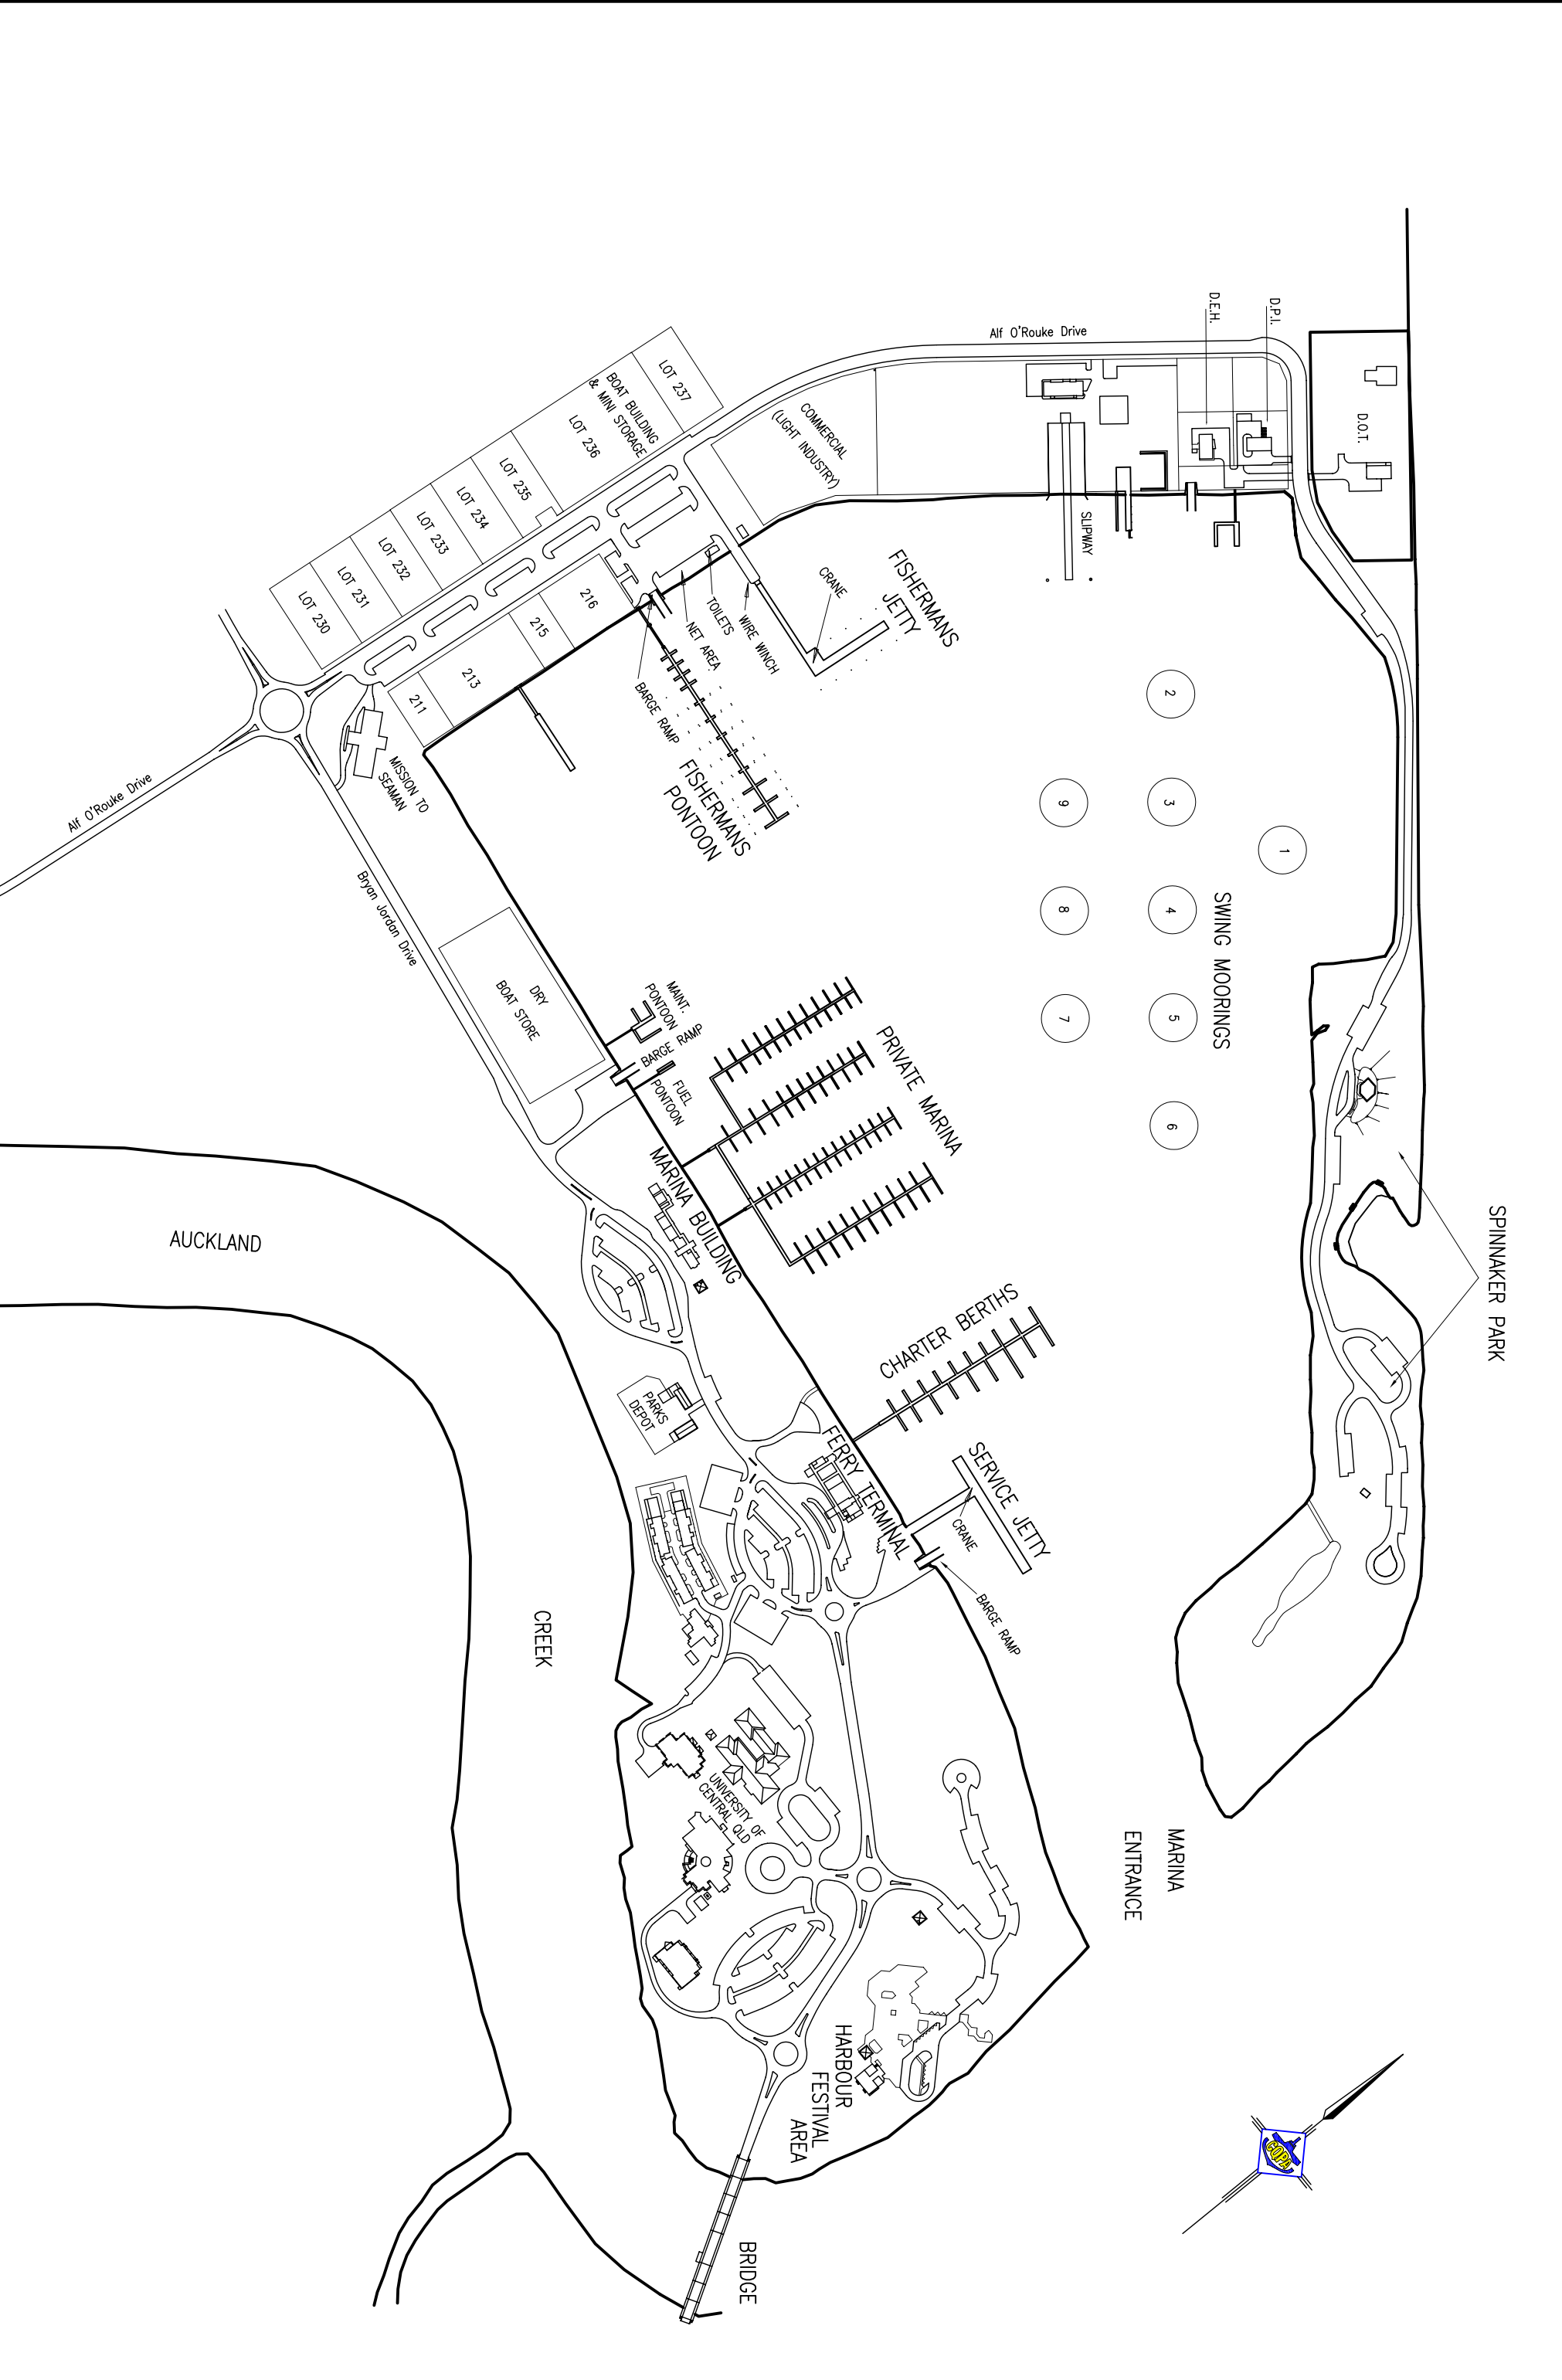 Alf O'Rouke Drive
D.E.H.
D.P.I.
D.O.T.
LOT 237
BOAT BUILDING
& MINI STORAGE
LOT 236
LOT 235
LOT 234
LOT 233
LOT 232
LOT 231
LOT 230
COMMERCIAL
(LIGHT INDUSTRY)
SLIPWAY
FISHERMANS
JETTY
CRANE
WIRE WINCH
TOILETS
NET AREA
BARGE RAMP
216
215
213
211
FISHERMANS
PONTOON
MISSION TO
SEAMAN
Alf O'Rouke Drive
Bryan Jordan Drive
DRY
BOAT STORE
SWING MOORINGS
1
2
3
4
5
6
7
8
9
MAINT.
PONTOON
BARGE RAMP
FUEL
PONTOON
PRIVATE MARINA
MARINA BUILDING
SPINNAKER PARK
CHARTER BERTHS
SERVICE JETTY
CRANE
BARGE RAMP
FERRY TERMINAL
PARKS
DEPOT
AUCKLAND
CREEK
UNIVERSITY OF
CENTRAL QLD
MARINA
ENTRANCE
HARBOUR
FESTIVAL
AREA
BRIDGE
GPA